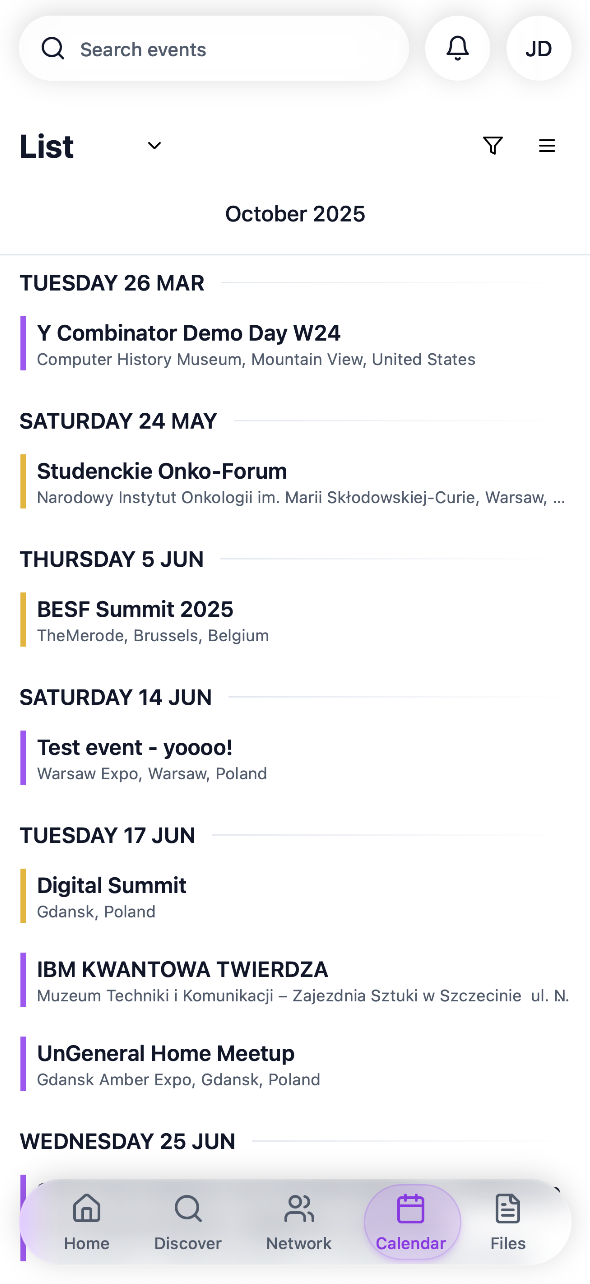 Search events
JD
List
October 2025
TUESDAY 26 MAR
Y Combinator Demo Day W24
Computer History Museum, Mountain View, United States
SATURDAY 24 MAY
Studenckie Onko-Forum
Narodowy Instytut Onkologii im. Marii Skłodowskiej-Curie, Warsaw, ...
THURSDAY 5 JUN
BESF Summit 2025
TheMerode, Brussels, Belgium
SATURDAY 14 JUN
Test event - yoooo!
Warsaw Expo, Warsaw, Poland
TUESDAY 17 JUN
Digital Summit
Gdansk, Poland
IBM KWANTOWA TWIERDZA
Muzeum Techniki i Komunikacji – Zajezdnia Sztuki w Szczecinie ul. N.
UnGeneral Home Meetup
Gdansk Amber Expo, Gdansk, Poland
WEDNESDAY 25 JUN
Home Discover Network Calendar Files